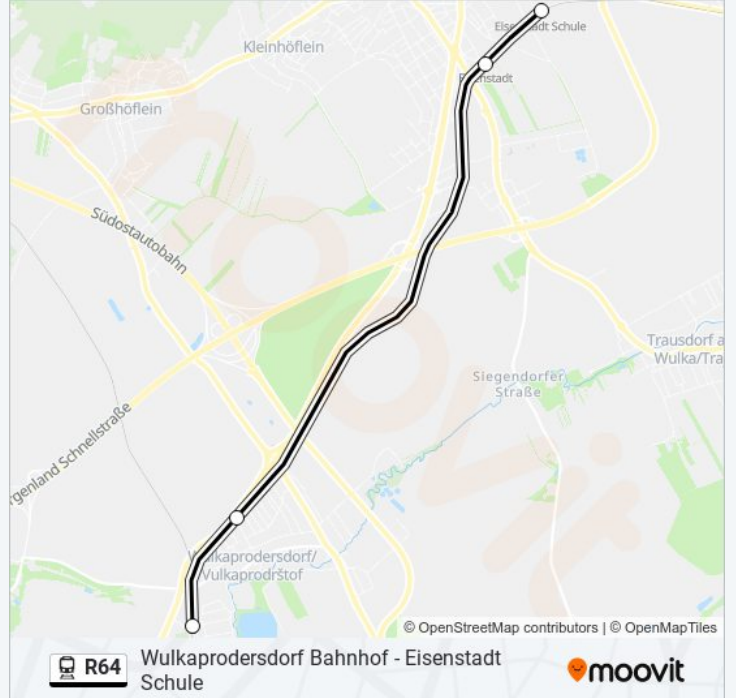 Eisenstadt Schule
Kleinhöflein
Eisenstadt
Großhöflein
Südostautobahn
Trausdorf a
Wulka/Tra
Siegendorfer
Straße
rgenland Schnellstraße
Wulkaprodersdorf/
Vulkaprodrštof
© OpenStreetMap contributors | © OpenMapTiles
R64
Wulkaprodersdorf Bahnhof - Eisenstadt
Schule
moovit